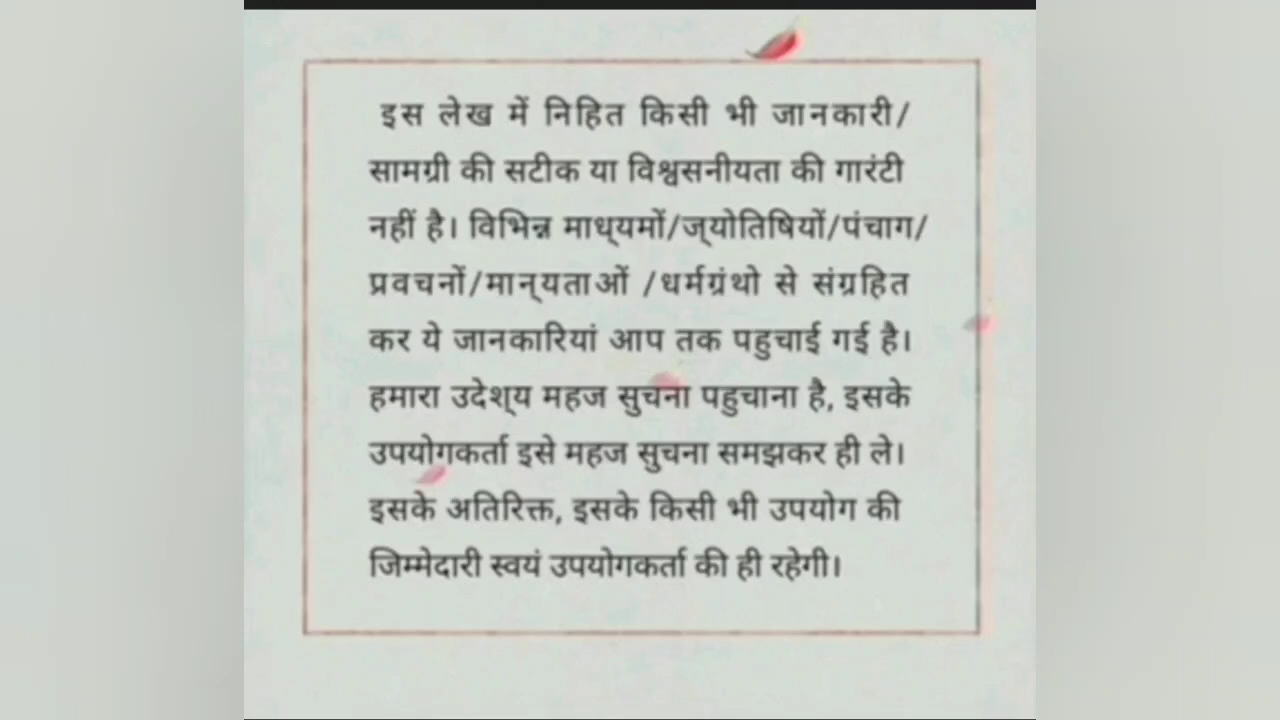 इस लेख में निहित किसी भी जानकारी/
सामग्री की सटीक या विश्वसनीयता की गारंटी
नहीं है। विभिन्न माध्यमों/ज्योतिषियों/पंचाग/
प्रवचनों/मान्यताओं /धर्मग्रंथो से संग्रहित
कर ये जानकारियां आप तक पहुचाई गई है।
हमारा उदेश्य महज सुचना पहुचाना है, इसके
उपयोगकर्ता इसे महज सुचना समझकर ही ले।
इसके अतिरिक्त, इसके किसी भी उपयोग की
जिम्मेदारी स्वयं उपयोगकर्ता की ही रहेगी।